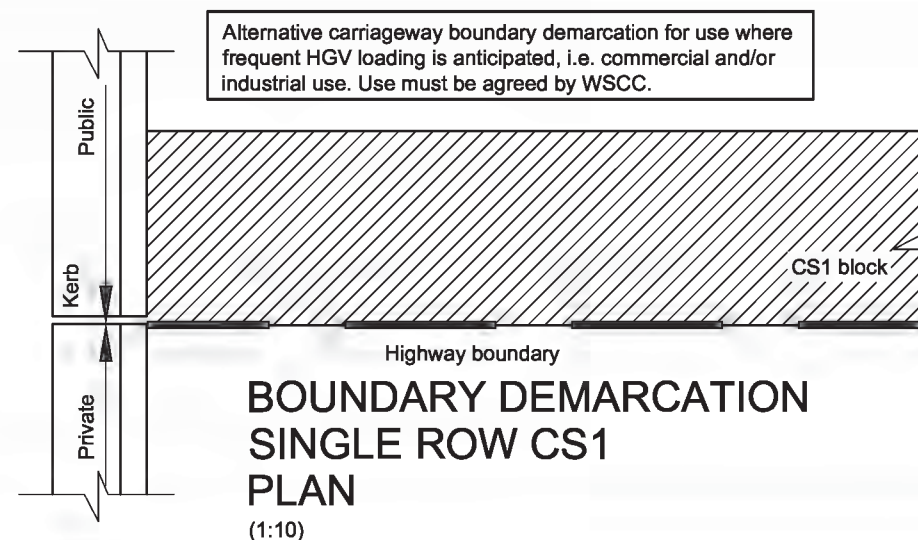 Alternative carriageway boundary demarcation for use where
frequent HGV loading is anticipated, i.e. commercial and/or
industrial use. Use must be agreed by WSCC.
Public
Kerb
CS1 block
Highway boundary
Private
BOUNDARY DEMARCATION
SINGLE ROW CS1
PLAN
(1:10)